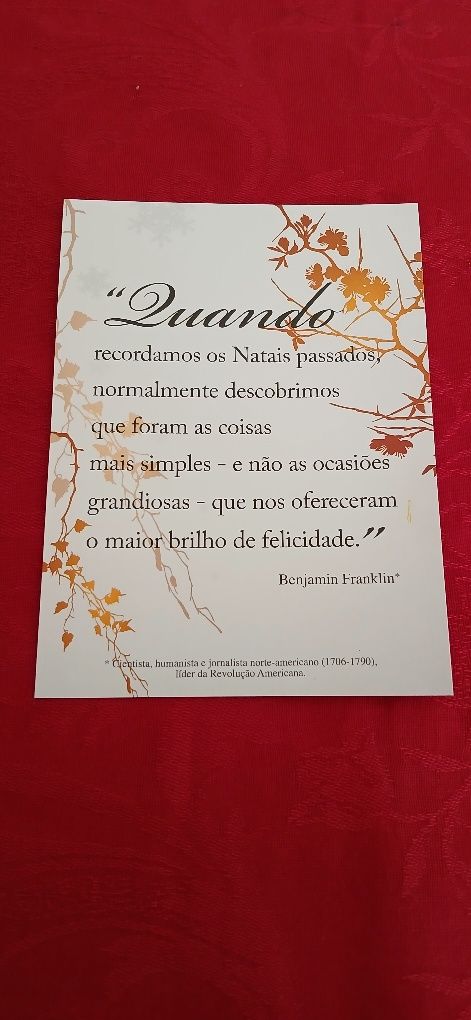 “Quando
recordamos os Natais passados,
normalmente descobrimos
que foram as coisas
mais simples - e não as ocasiões
grandiosas - que nos ofereceram
o maior brilho de felicidade.”
Benjamin Franklin*
* Cientista, humanista e jornalista norte-americano (1706-1790),
líder da Revolução Americana.